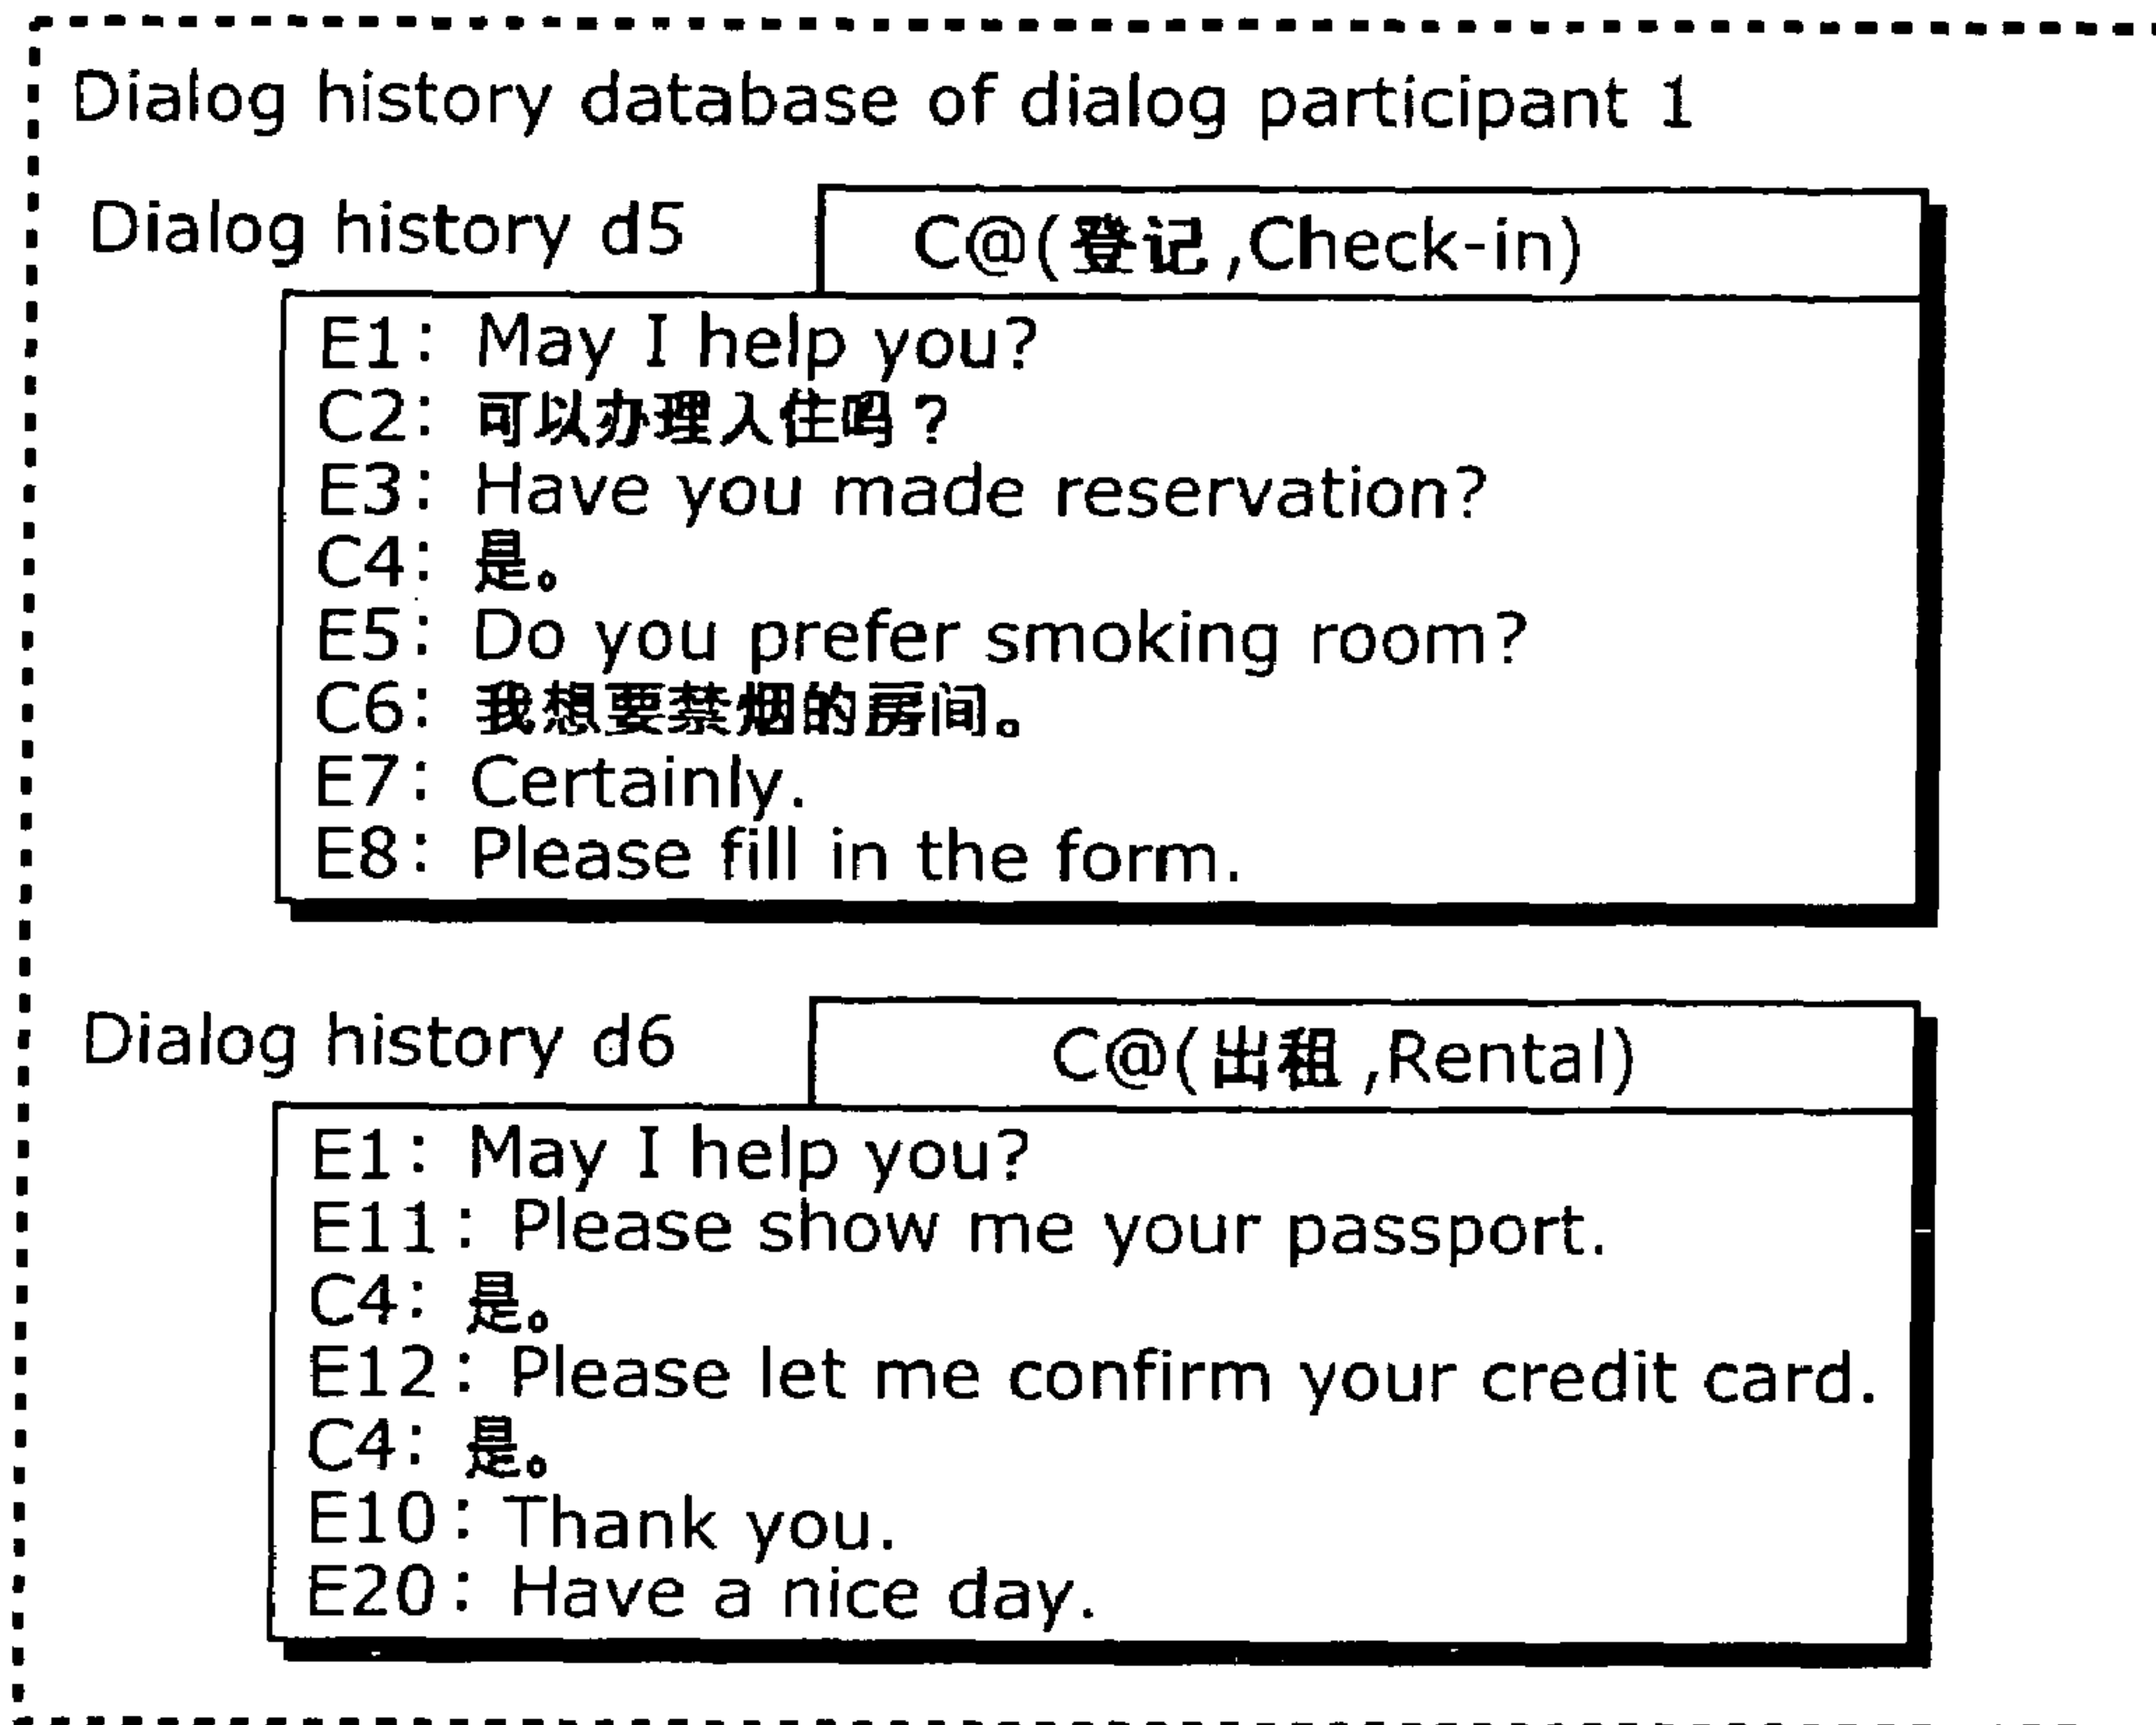 Dialog history database of dialog participant 1
Dialog history d5
C@(登记,Check-in)
E1: May I help you?
C2: 可以办理入住吗?
E3: Have you made reservation?
C4: 是。
E5: Do you prefer smoking room?
C6: 我想要禁烟的房间。
E7: Certainly.
E8: Please fill in the form.
Dialog history d6
C@(出租,Rental)
E1: May I help you?
E11: Please show me your passport.
C4: 是。
E12: Please let me confirm your credit card.
C4: 是。
E10: Thank you.
E20: Have a nice day.